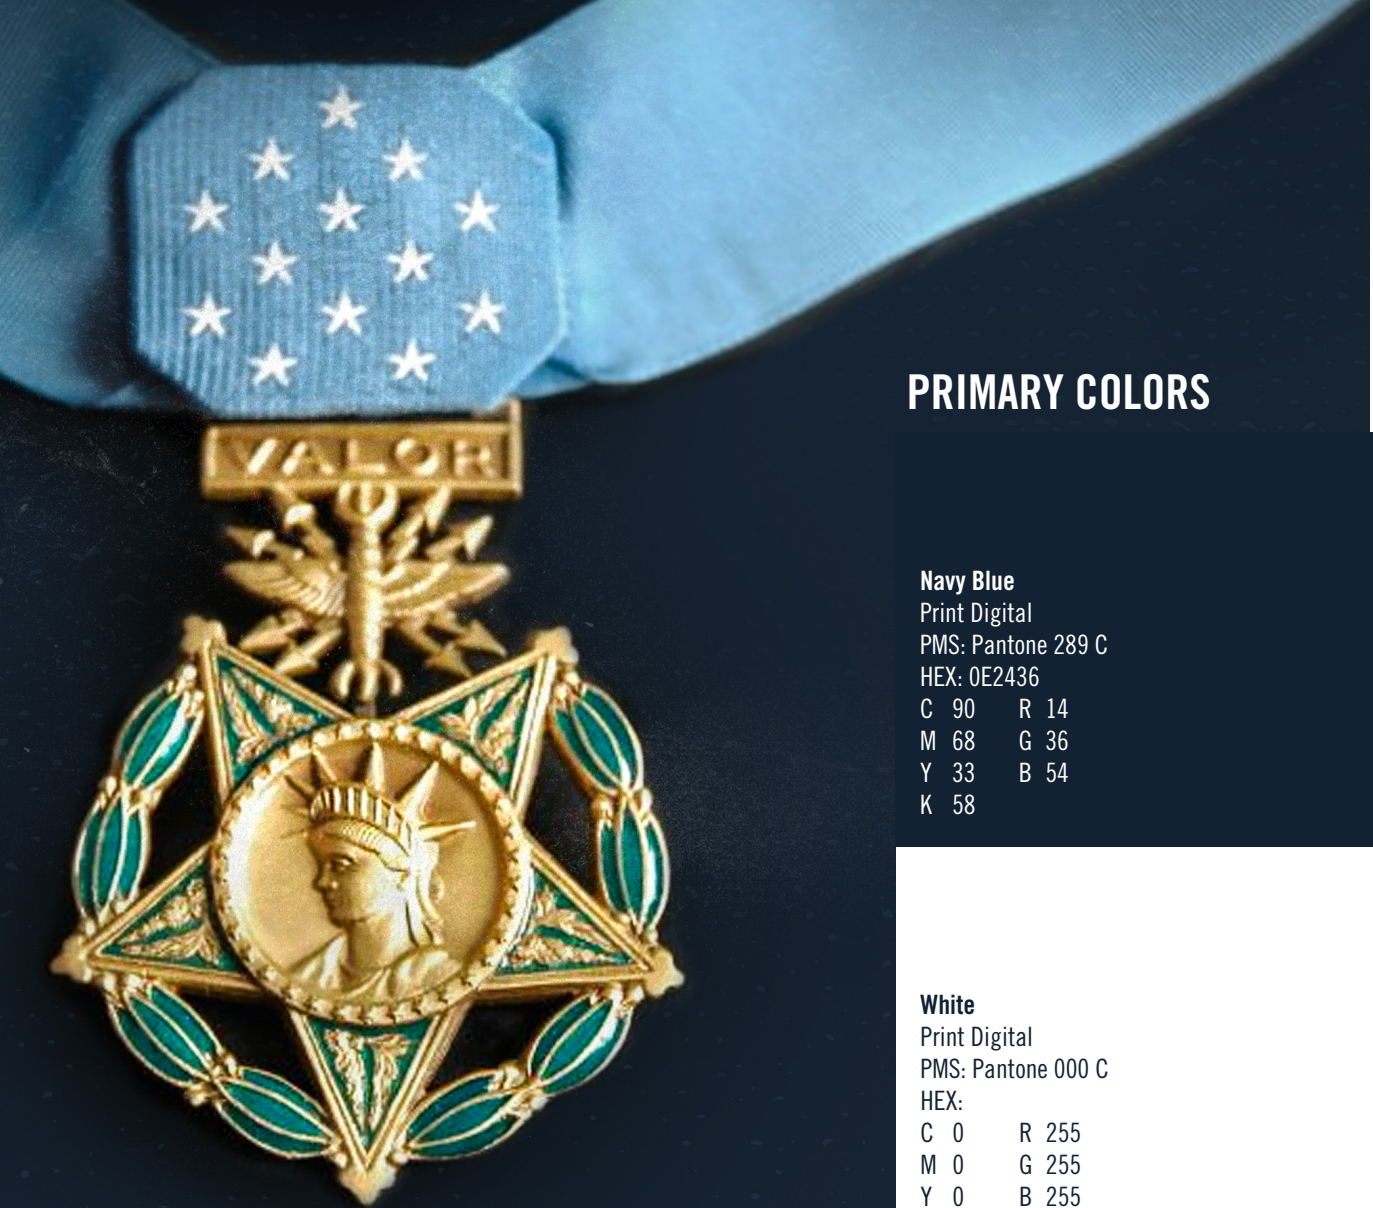 VALOR
PRIMARY COLORS
Navy Blue
Print Digital
PMS: Pantone 289 C
HEX: 0E2436
C 90 R 14
M 68 G 36
Y 33 B 54
K 58
White
Print Digital
PMS: Pantone 000 C
HEX:
C 0 R 255
M 0 G 255
Y 0 B 255